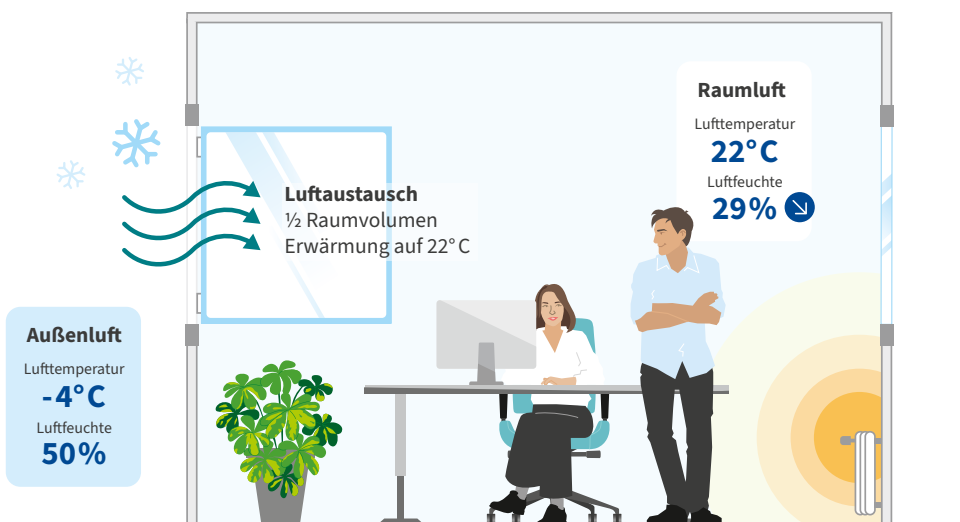 Raumluft
Lufttemperatur
22°C
Luftfeuchte
29%
Luftaustausch
½ Raumvolumen
Erwärmung auf 22°C
Außenluft
Lufttemperatur
-4°C
Luftfeuchte
50%